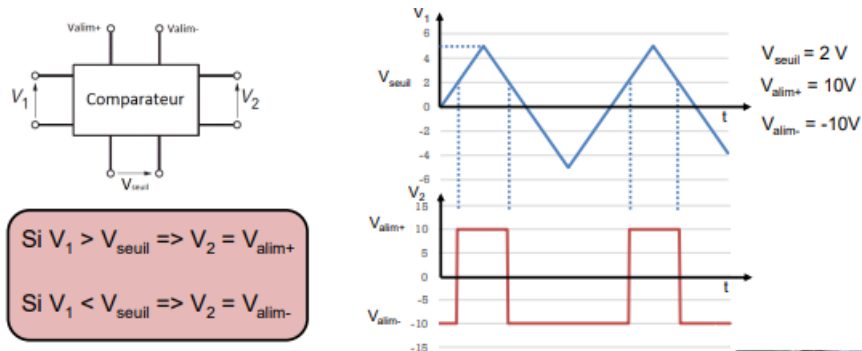 Valim+ Valim-
V1
Comparateur
V2
Vseuil
Si V1 > Vseuil => V2 = Valim+
Si V1 < Vseuil => V2 = Valim-
V1
6
4
Vseuil 2
0
-2
-4
-6
t
Vseuil = 2 V
Valim+ = 10V
Valim- = -10V
V2
15
Valim+ 10
5
0
-5
Valim- -10
-15
t